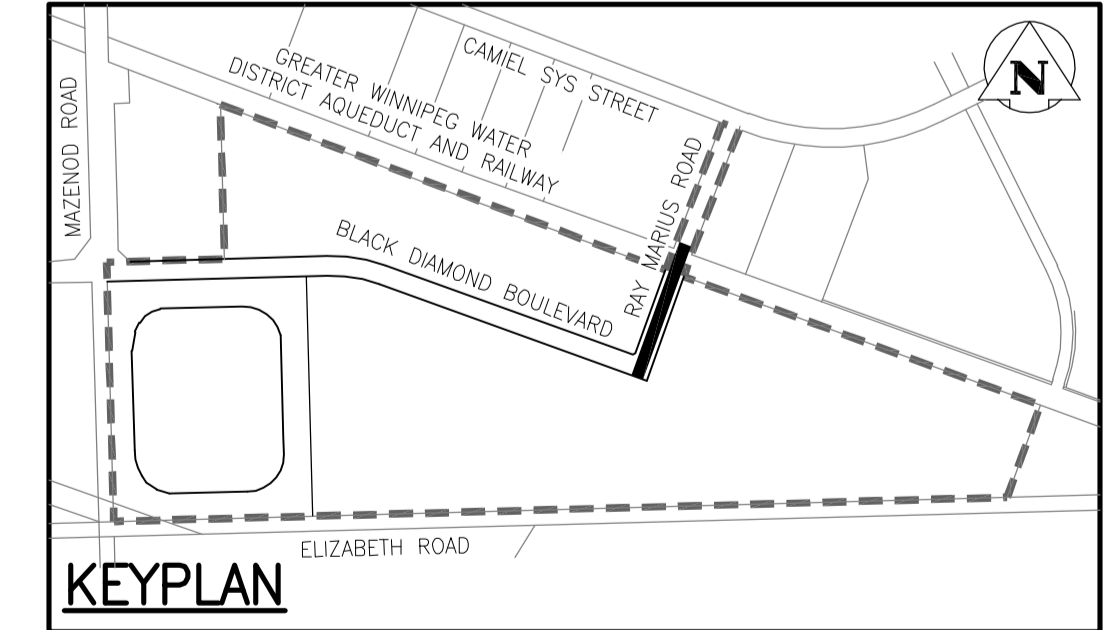 CAMIEL SYS STREET
N
GREATER WINNIPEG WATER
DISTRICT AQUEDUCT AND RAILWAY
MAZENOD ROAD
RAY MARIUS ROAD
BLACK DIAMOND BOULEVARD
ELIZABETH ROAD
KEYPLAN